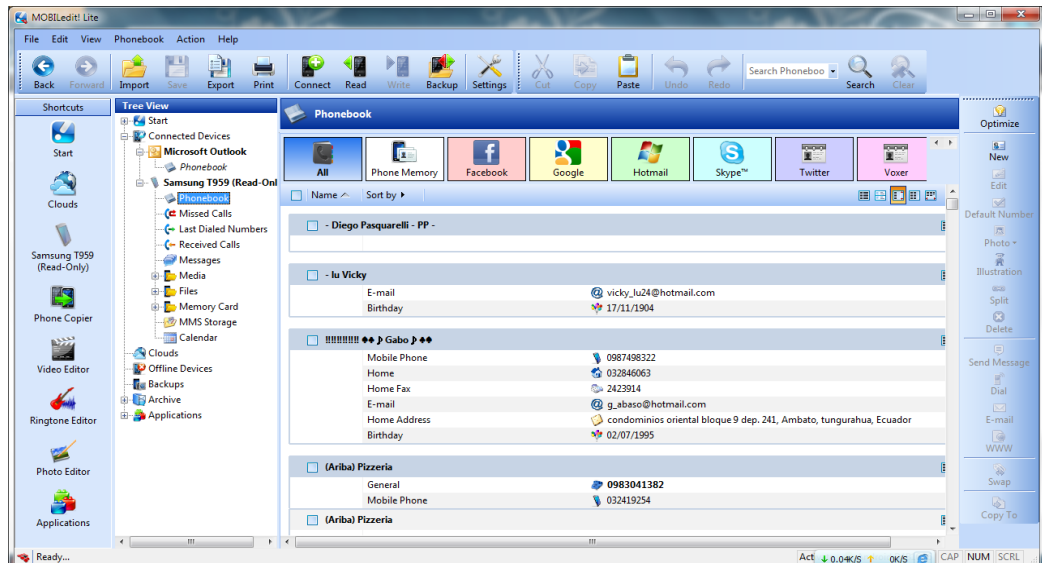 MOBILedit! Lite
File Edit View Phonebook Action Help
Back Forward Import Save Export Print Connect Read Write Backup Settings Cut Copy Paste Undo Redo Search Phoneboo Search Clear
Shortcuts
Start
Clouds
Samsung T959
(Read-Only)
Phone Copier
Video Editor
Ringtone Editor
Photo Editor
Applications
Tree View
Start
Connected Devices
Microsoft Outlook
Phonebook
Samsung T959 (Read-Onl
Phonebook
Missed Calls
Last Dialed Numbers
Received Calls
Messages
Media
Files
Memory Card
MMS Storage
Calendar
Clouds
Offline Devices
Backups
Archive
Applications
Phonebook
All Phone Memory Facebook Google Hotmail Skype™ Twitter Voxer
Name Sort by
- Diego Pasquarelli - PP -
- lu Vicky
E-mail vicky_lu24@hotmail.com
Birthday 17/11/1904
!!!!!!!!!!!! ♦♦ ♪ Gabo ♪ ♦♦
Mobile Phone 0987498322
Home 032846063
Home Fax 2423914
E-mail g_abaso@hotmail.com
Home Address condominios oriental bloque 9 dep. 241, Ambato, tungurahua, Ecuador
Birthday 02/07/1995
(Ariba) Pizzeria
General 0983041382
Mobile Phone 032419254
(Ariba) Pizzeria
Optimize
New
Edit
Default Number
Photo
Illustration
Split
Delete
Send Message
Dial
E-mail
WWW
Swap
Copy To
Ready...
Act 0.04K/S 0K/S CAP NUM SCRL